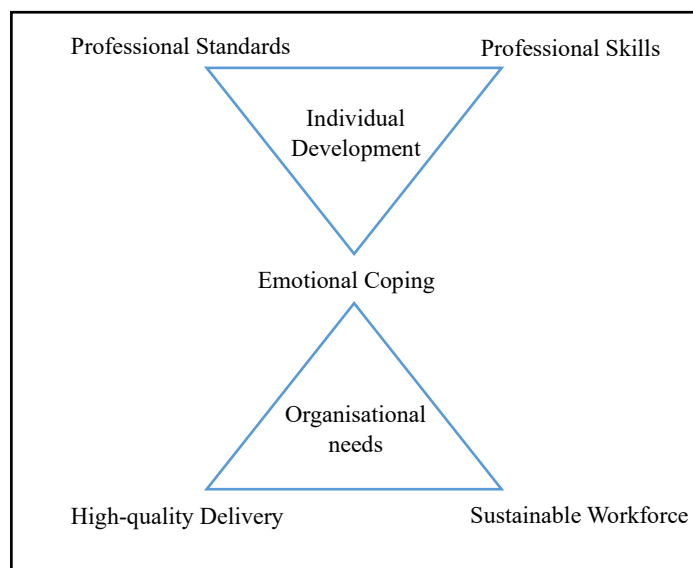 Professional Standards
Professional Skills
Individual
Development
Emotional Coping
Organisational
needs
High-quality Delivery
Sustainable Workforce